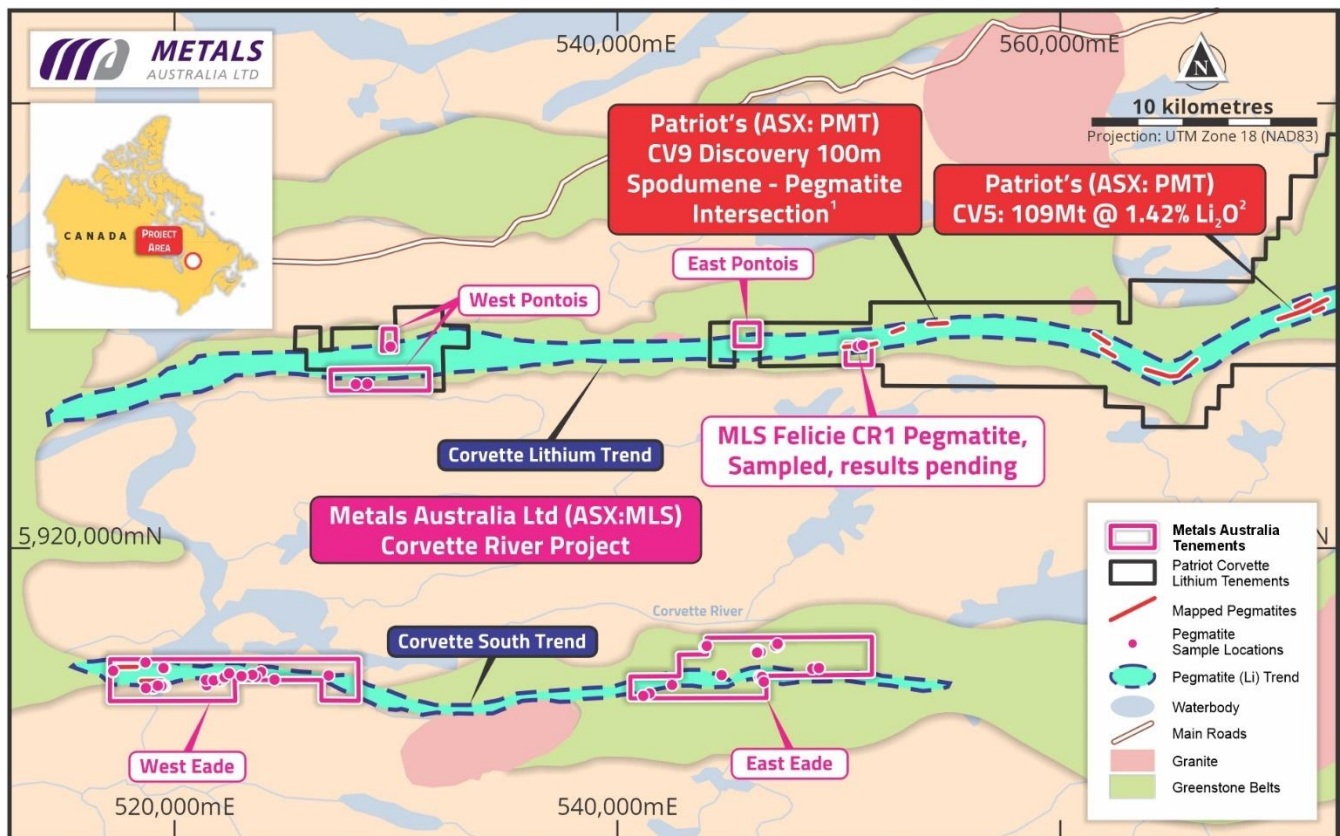 METALS
AUSTRALIA LTD
540,000mE
560,000mE
N
10 kilometres
Projection: UTM Zone 18 (NAD83)
CANADA
PROJECT
AREA
Patriot's (ASX: PMT)
CV9 Discovery 100m
Spodumene - Pegmatite
Intersection¹
Patriot's (ASX: PMT)
CV5: 109Mt @ 1.42% Li₂O²
West Pontois
East Pontois
Corvette Lithium Trend
MLS Felicie CR1 Pegmatite,
Sampled, results pending
Metals Australia Ltd (ASX:MLS)
Corvette River Project
5,920,000mN
N
Corvette River
Corvette South Trend
West Eade
East Eade
520,000mE
540,000mE
Metals Australia
Tenements
Patriot Corvette
Lithium Tenements
Mapped Pegmatites
Pegmatite
Sample Locations
Pegmatite (Li) Trend
Waterbody
Main Roads
Granite
Greenstone Belts